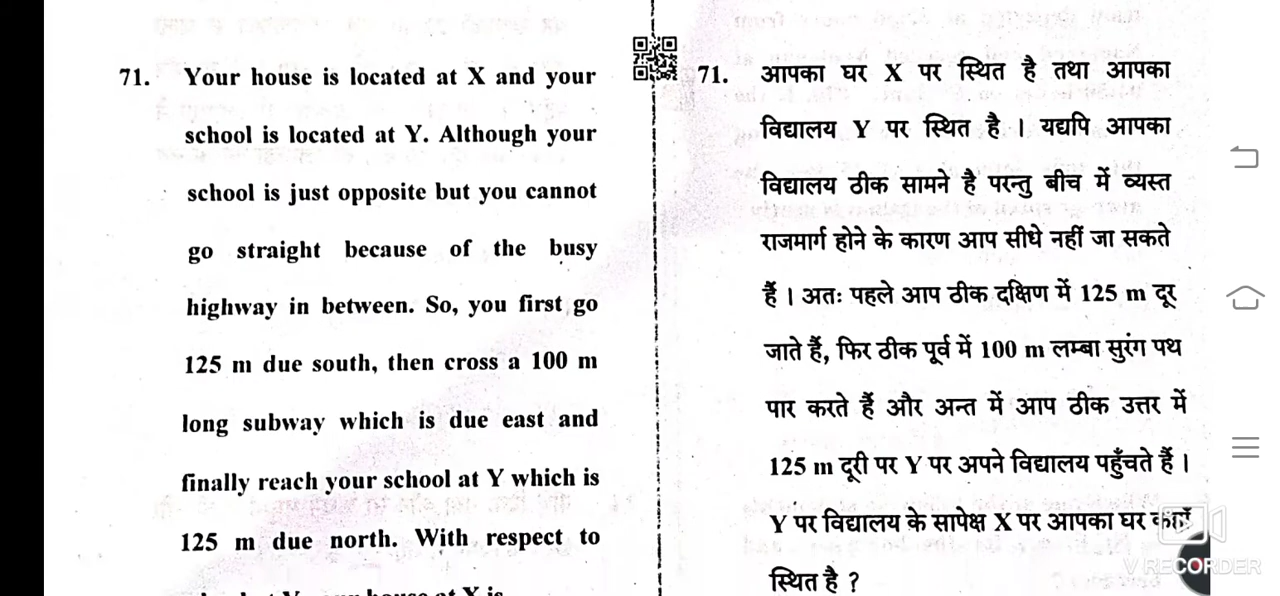 71. Your house is located at X and your
school is located at Y. Although your
school is just opposite but you cannot
go straight because of the busy
highway in between. So, you first go
125 m due south, then cross a 100 m
long subway which is due east and
finally reach your school at Y which is
125 m due north. With respect to
your house at X is
71. आपका घर X पर स्थित है तथा आपका
विद्यालय Y पर स्थित है । यद्यपि आपका
विद्यालय ठीक सामने है परन्तु बीच में व्यस्त
राजमार्ग होने के कारण आप सीधे नहीं जा सकते
हैं । अतः पहले आप ठीक दक्षिण में 125 m दूर
जाते हैं, फिर ठीक पूर्व में 100 m लम्बा सुरंग पथ
पार करते हैं और अन्त में आप ठीक उत्तर में
125 m दूरी पर Y पर अपने विद्यालय पहुँचते हैं ।
Y पर विद्यालय के सापेक्ष X पर आपका घर कहाँ
स्थित है ?
V RECORDER